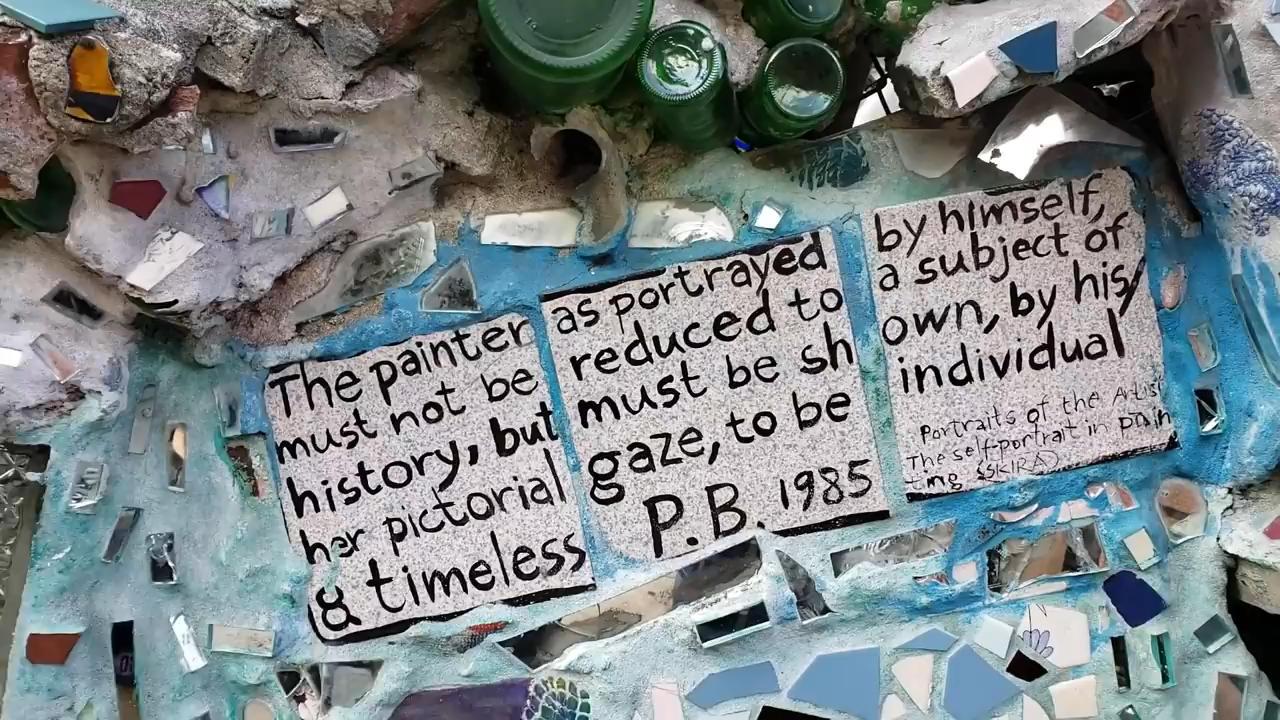 The painter as portrayed by himself,
must not be reduced to a subject of
history, but must be sh own, by his/
her pictorial gaze, to be individual
& timeless P.B. 1985
Portraits of the Artist
The self-portrait in pain
ting (SKIRA)